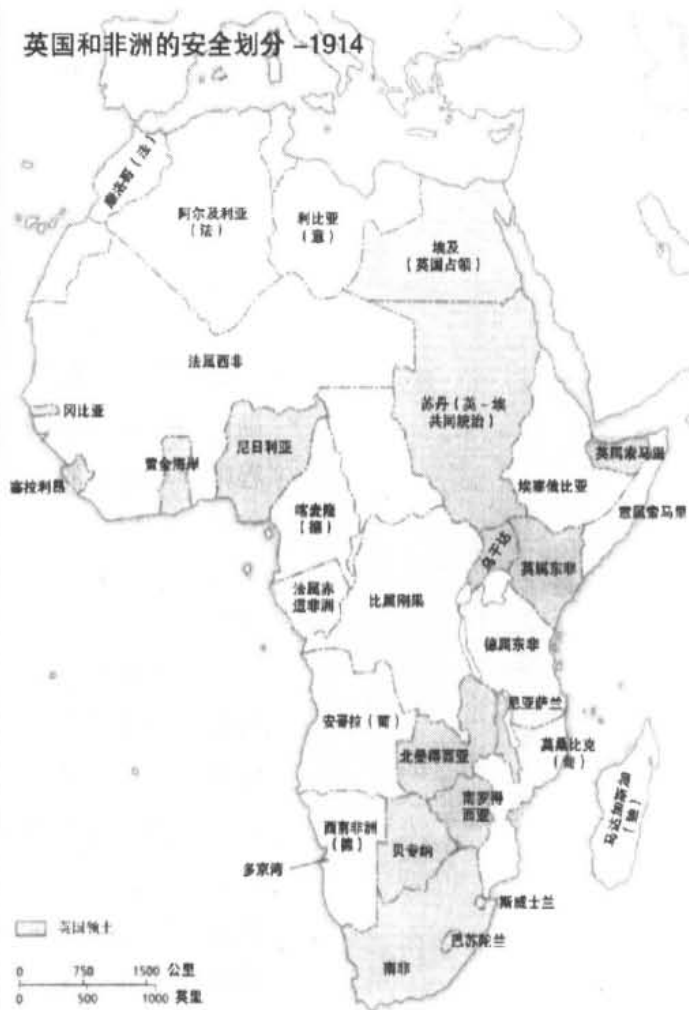 英国和非洲的安全划分 –1914
摩洛哥（法）
阿尔及利亚
（法）
利比亚
（意）
埃及
（英国占领）
法属西非
冈比亚
苏丹（英–埃
共同統治）
尼日利亚
黄金海岸
塞拉利昂
英属索马里
埃塞俄比亚
意属索马里
喀麦隆
（德）
乌干达
英属东非
法属赤
道非洲
比属刚果
德属东非
安哥拉（葡）
尼亚萨兰
北罗得西亚
莫桑比克
（葡）
马达加斯加
（法）
南罗得
西亚
西南非洲
（德）
贝专纳
多京湾
斯威士兰
巴苏陀兰
南非
英国领土
0 750 1500 公里
0 500 1000 英里